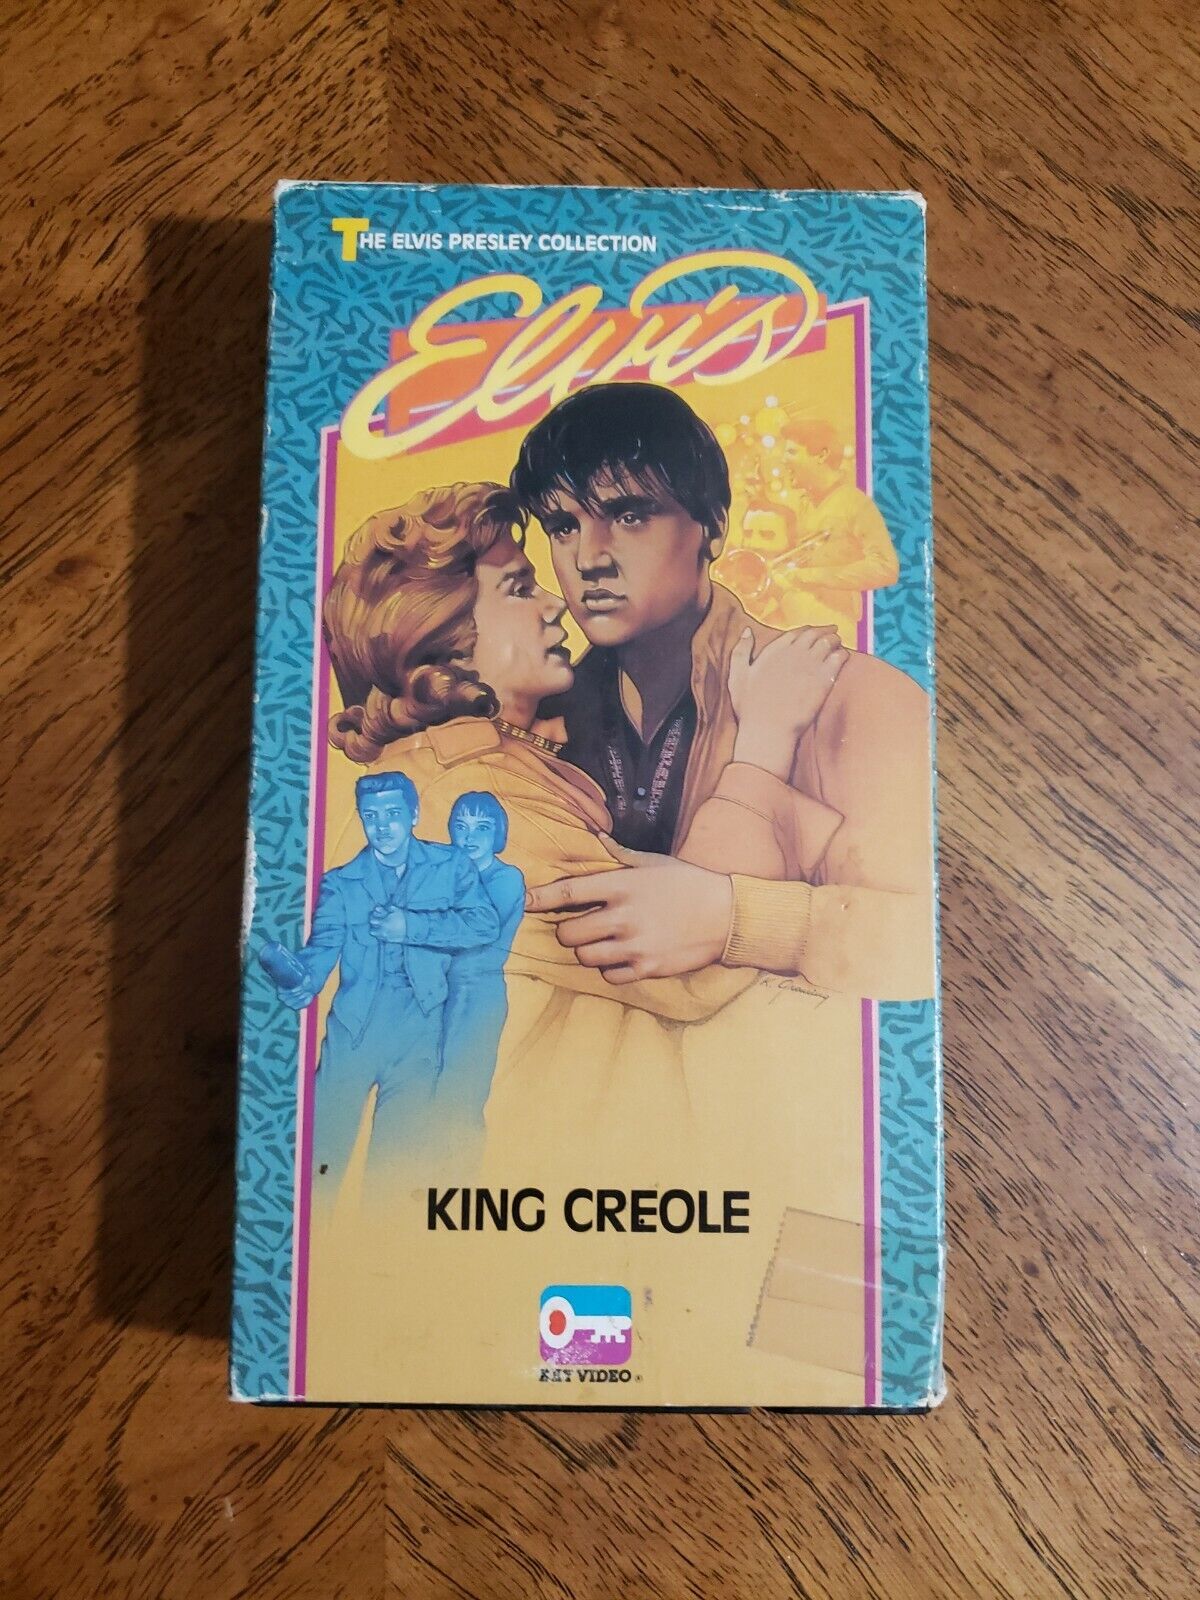 THE ELVIS PRESLEY COLLECTION
Elvis
KING CREOLE
KEY VIDEO®